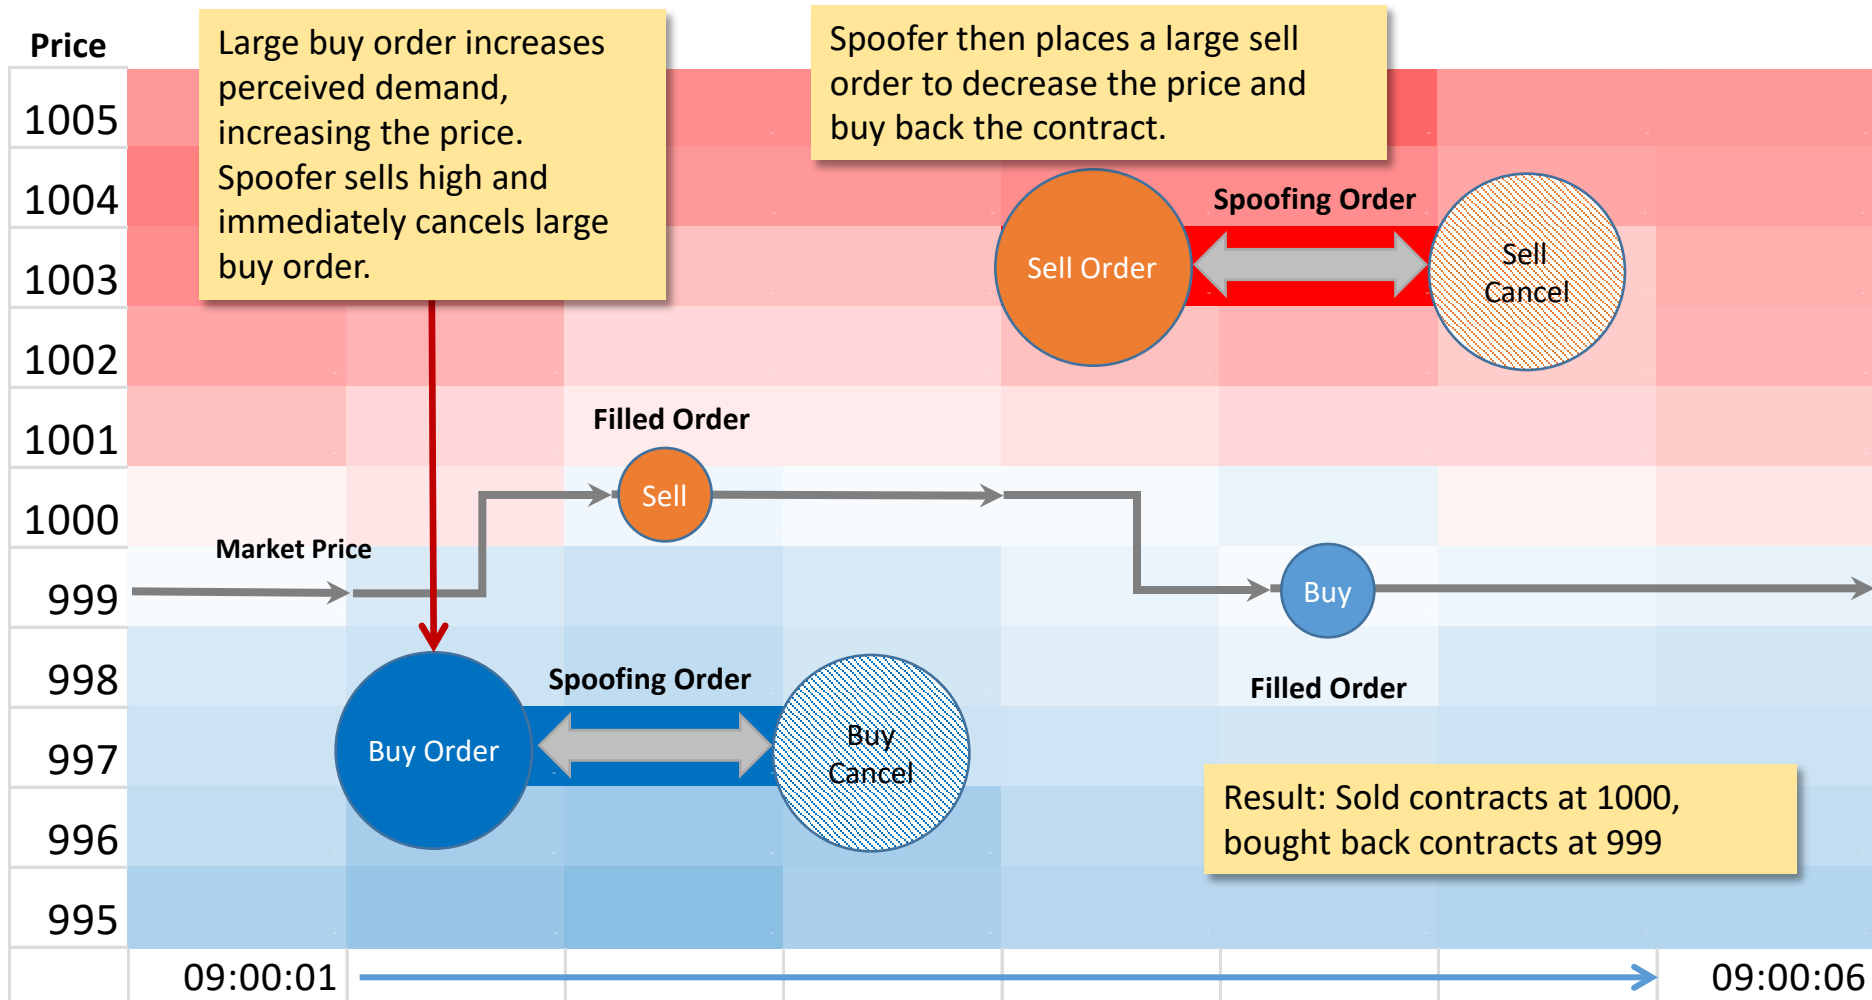 Price
1005
1004
1003
1002
1001
1000
999
998
997
996
995
Large buy order increases
perceived demand,
increasing the price.
Spoofer sells high and
immediately cancels large
buy order.
Spoofer then places a large sell
order to decrease the price and
buy back the contract.
Spoofing Order
Sell Order
Sell
Cancel
Filled Order
Sell
Market Price
Buy
Filled Order
Spoofing Order
Buy Order
Buy
Cancel
Result: Sold contracts at 1000,
bought back contracts at 999
09:00:01
09:00:06